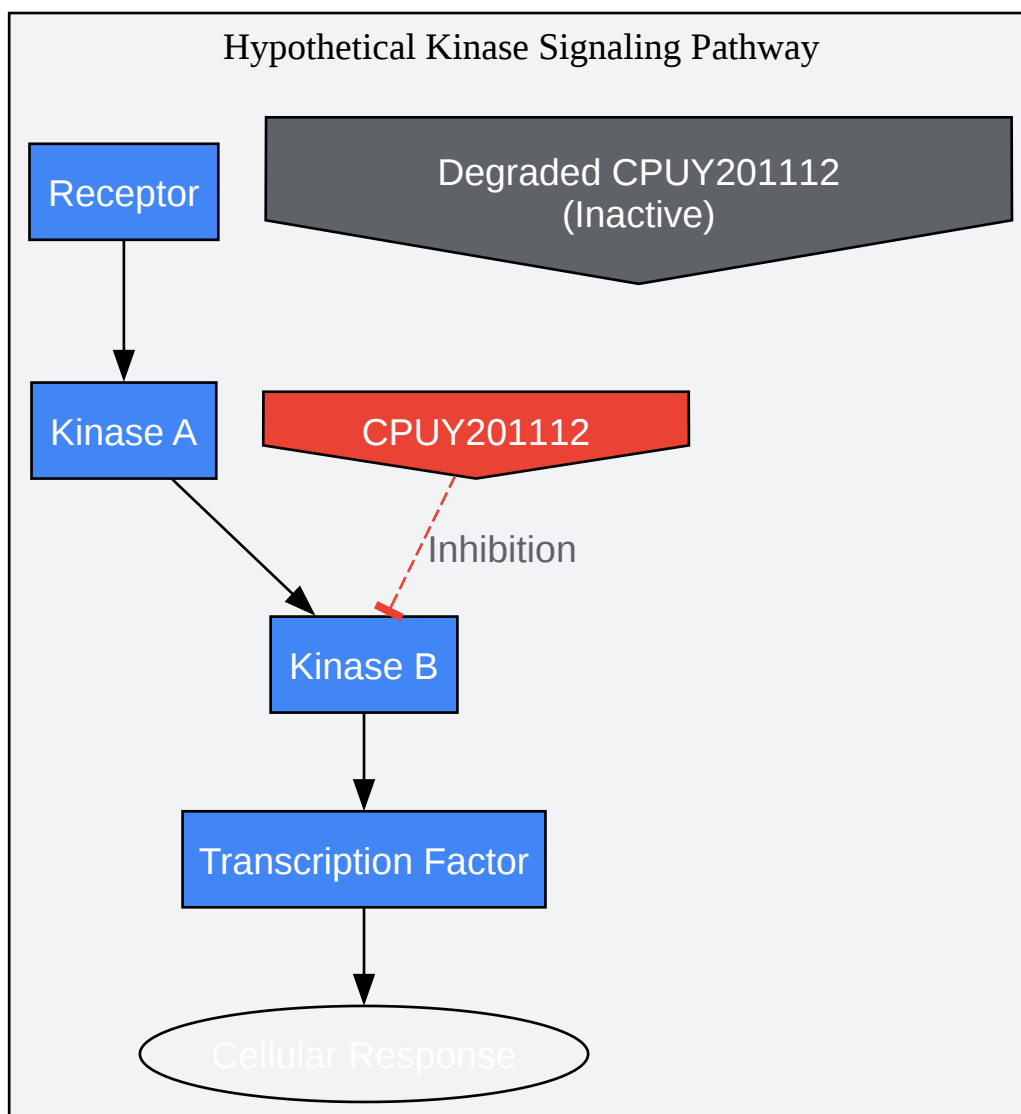 Hypothetical Kinase Signaling Pathway
Receptor
Degraded CPUY201112
(Inactive)
Kinase A
CPUY201112
Inhibition
Kinase B
Transcription Factor
Cellular Response